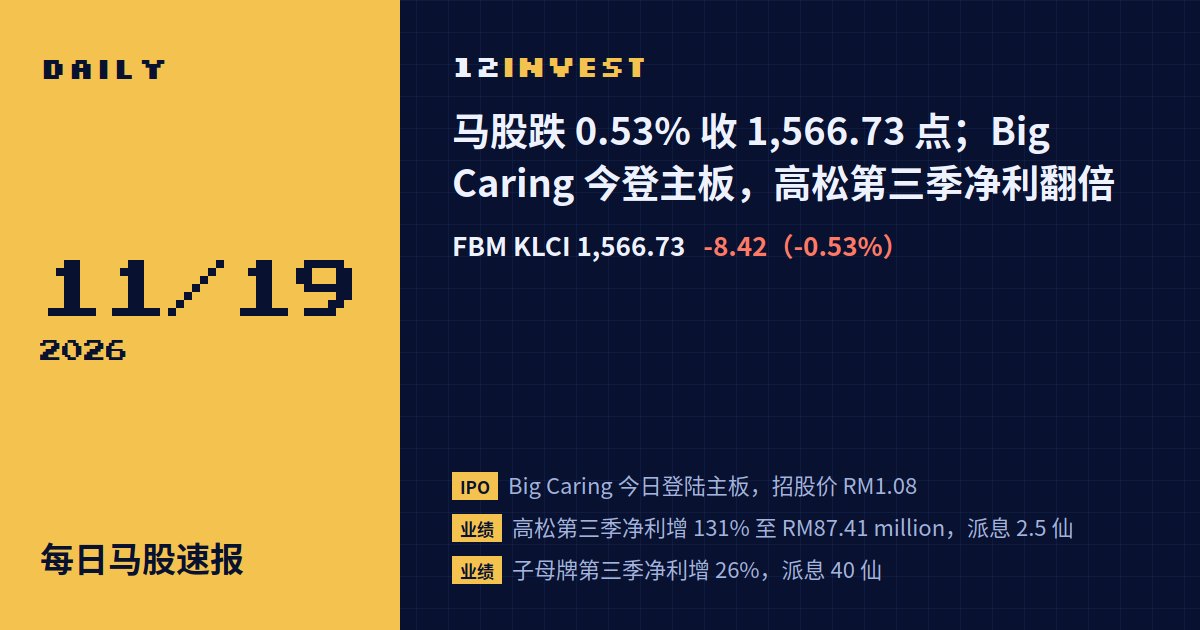 DAILY
11/19
2026
每日马股速报
12INVEST
马股跌 0.53% 收 1,566.73 点；Big
Caring 今登主板，高松第三季净利翻倍
FBM KLCI 1,566.73 -8.42（-0.53%）
IPO Big Caring 今日登陆主板，招股价 RM1.08
业绩 高松第三季净利增 131% 至 RM87.41 million，派息 2.5 仙
业绩 子母牌第三季净利增 26%，派息 40 仙